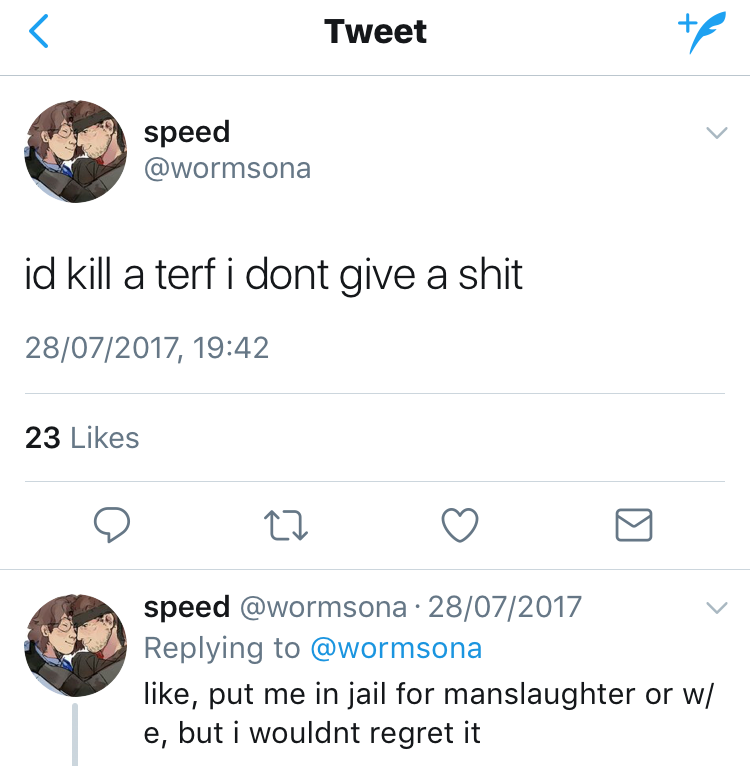 Tweet
speed
@wormsona
id kill a terf i dont give a shit
28/07/2017, 19:42
23 Likes
speed @wormsona · 28/07/2017
Replying to @wormsona
like, put me in jail for manslaughter or w/
e, but i wouldnt regret it